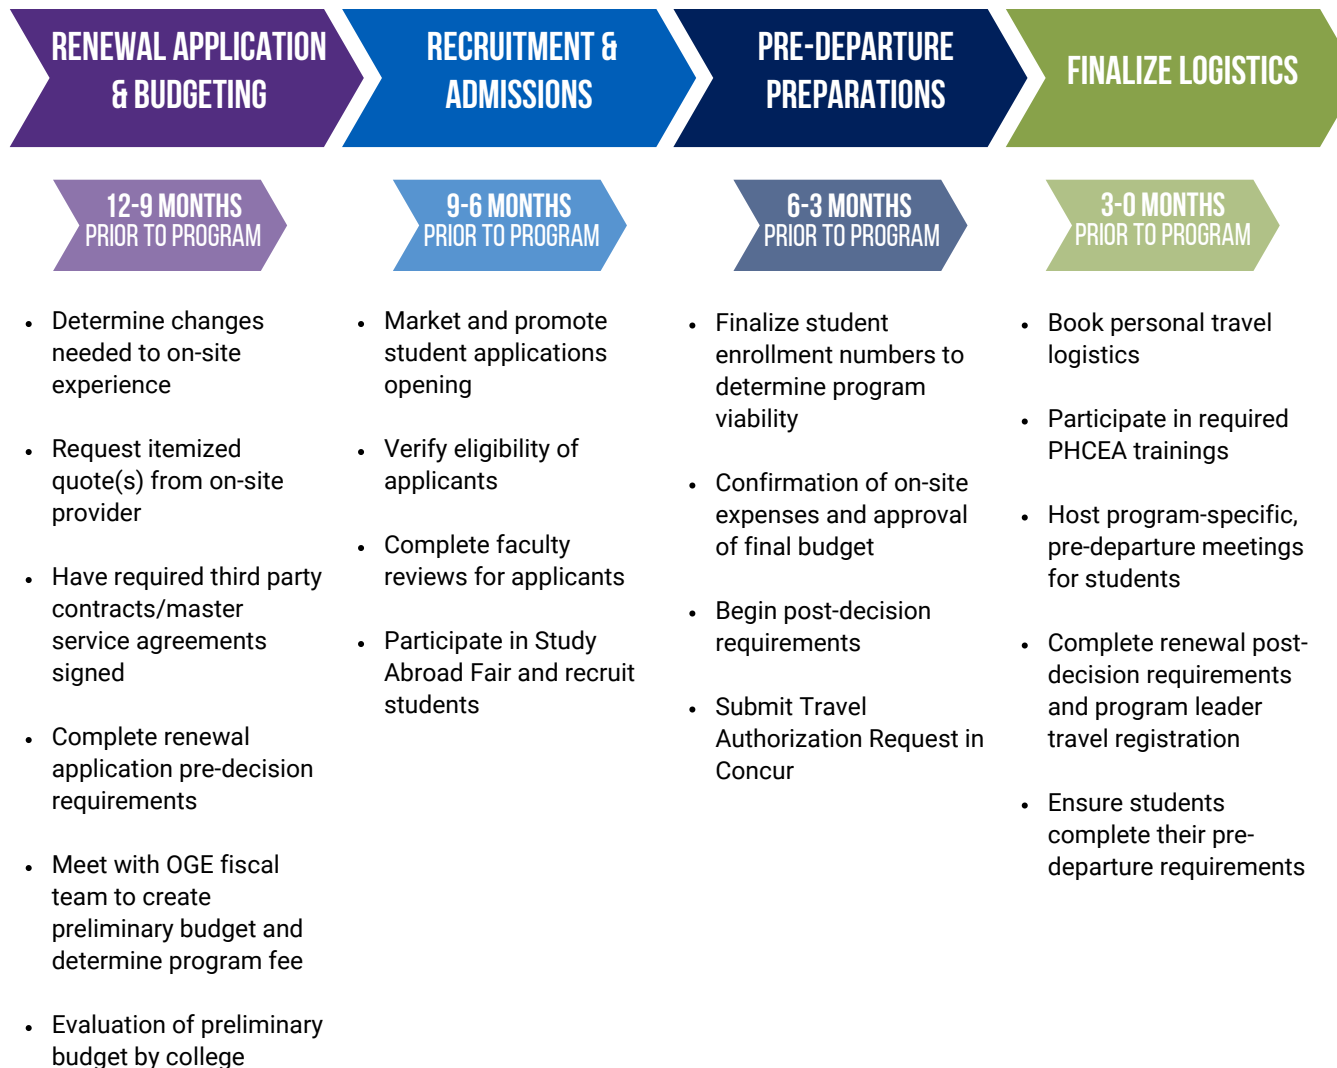 RENEWAL APPLICATION
& BUDGETING
RECRUITMENT &
ADMISSIONS
PRE-DEPARTURE
PREPARATIONS
FINALIZE LOGISTICS
12-9 MONTHS
PRIOR TO PROGRAM
9-6 MONTHS
PRIOR TO PROGRAM
6-3 MONTHS
PRIOR TO PROGRAM
3-0 MONTHS
PRIOR TO PROGRAM
• Determine changes
needed to on-site
experience
• Request itemized
quote(s) from on-site
provider
• Have required third party
contracts/master
service agreements
signed
• Complete renewal
application pre-decision
requirements
• Meet with OGE fiscal
team to create
preliminary budget and
determine program fee
• Evaluation of preliminary
budget by college
• Market and promote
student applications
opening
• Verify eligibility of
applicants
• Complete faculty
reviews for applicants
• Participate in Study
Abroad Fair and recruit
students
• Finalize student
enrollment numbers to
determine program
viability
• Confirmation of on-site
expenses and approval
of final budget
• Begin post-decision
requirements
• Submit Travel
Authorization Request in
Concur
• Book personal travel
logistics
• Participate in required
PHCEA trainings
• Host program-specific,
pre-departure meetings
for students
• Complete renewal post-
decision requirements
and program leader
travel registration
• Ensure students
complete their pre-
departure requirements